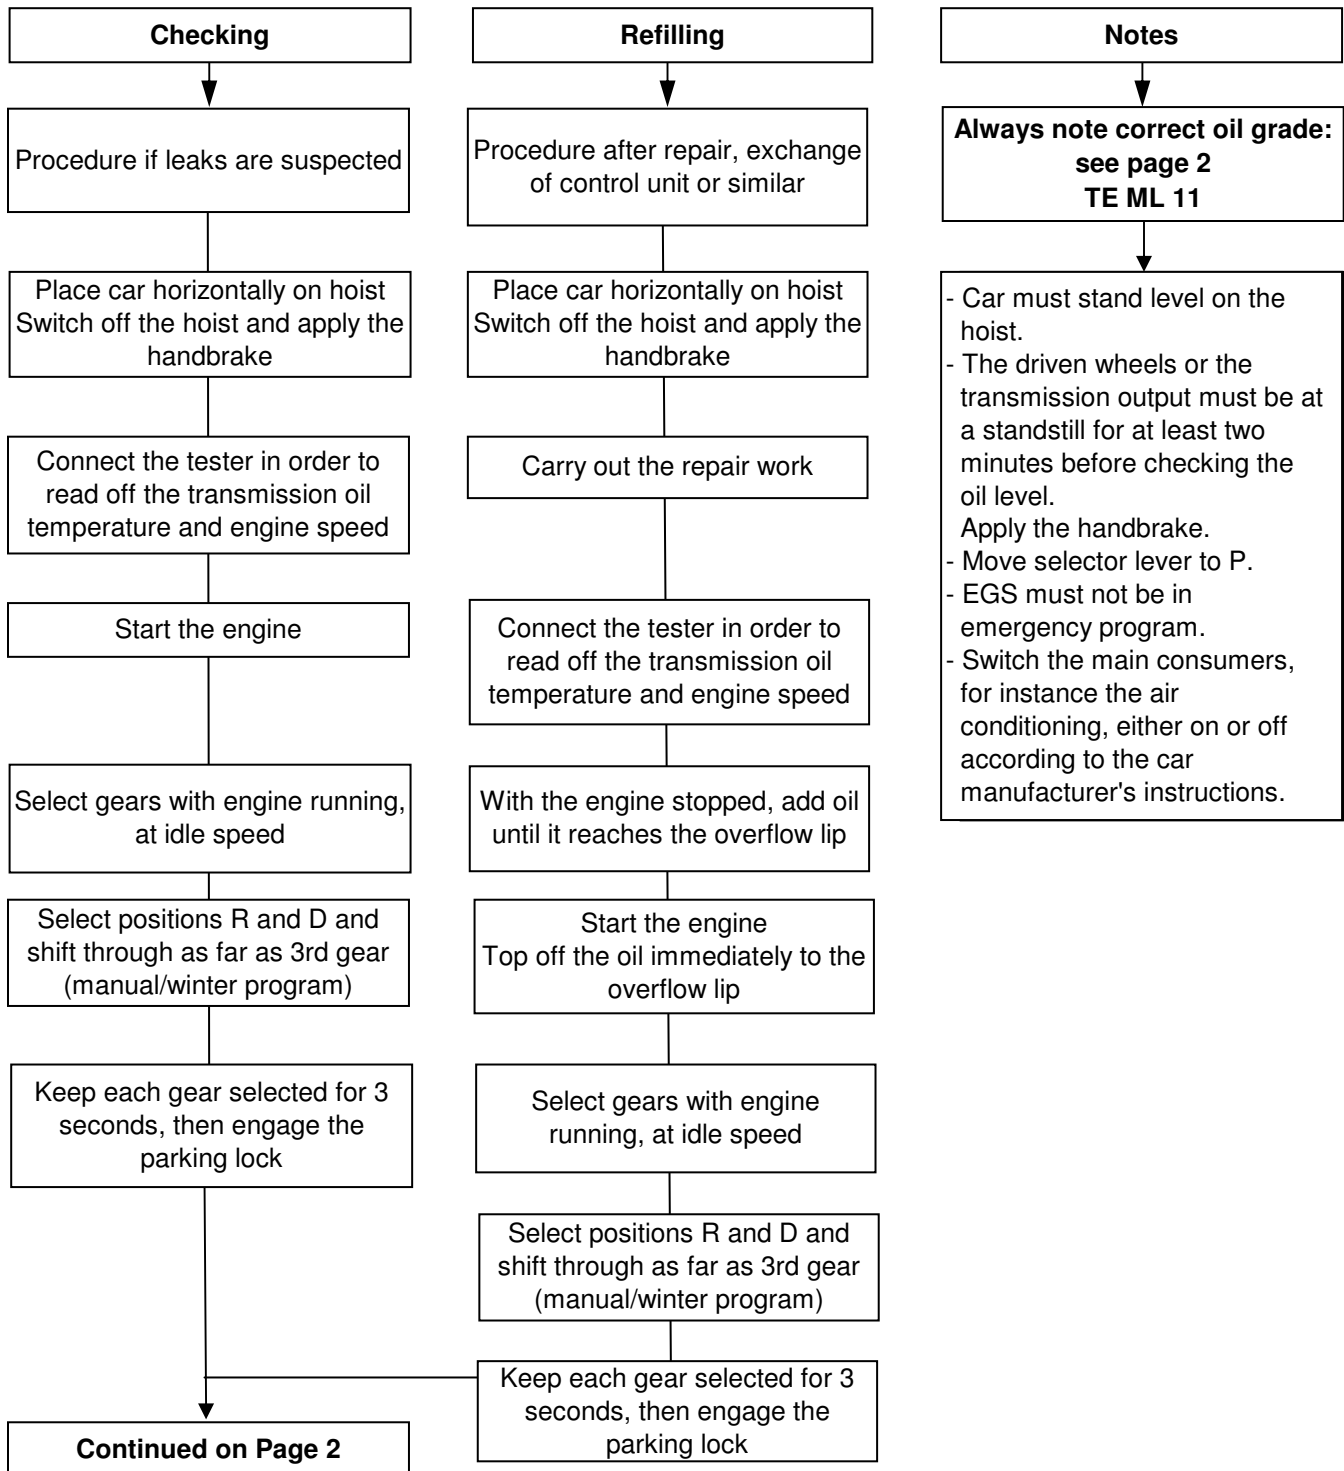 Checking
Procedure if leaks are suspected
Place car horizontally on hoist
Switch off the hoist and apply the
handbrake
Connect the tester in order to
read off the transmission oil
temperature and engine speed
Start the engine
Select gears with engine running,
at idle speed
Select positions R and D and
shift through as far as 3rd gear
(manual/winter program)
Keep each gear selected for 3
seconds, then engage the
parking lock
Continued on Page 2
Refilling
Procedure after repair, exchange
of control unit or similar
Place car horizontally on hoist
Switch off the hoist and apply the
handbrake
Carry out the repair work
Connect the tester in order to
read off the transmission oil
temperature and engine speed
With the engine stopped, add oil
until it reaches the overflow lip
Start the engine
Top off the oil immediately to the
overflow lip
Select gears with engine
running, at idle speed
Select positions R and D and
shift through as far as 3rd gear
(manual/winter program)
Keep each gear selected for 3
seconds, then engage the
parking lock
Notes
Always note correct oil grade:
see page 2
TE ML 11
- Car must stand level on the
hoist.
- The driven wheels or the
transmission output must be at
a standstill for at least two
minutes before checking the
oil level.
Apply the handbrake.
- Move selector lever to P.
- EGS must not be in
emergency program.
- Switch the main consumers,
for instance the air
conditioning, either on or off
according to the car
manufacturer's instructions.